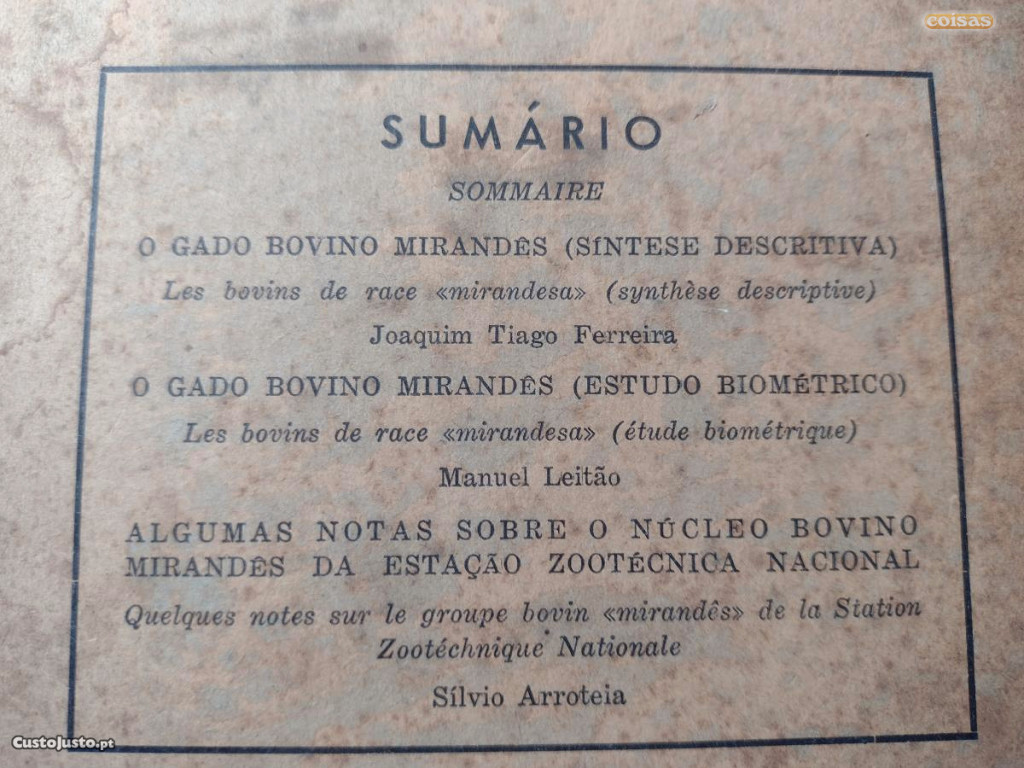 coisas
SUMÁRIO
SOMMAIRE
O GADO BOVINO MIRANDÊS (SÍNTESE DESCRITIVA)
Les bovins de race «mirandesa» (synthèse descriptive)
Joaquim Tiago Ferreira
O GADO BOVINO MIRANDÊS (ESTUDO BIOMÉTRICO)
Les bovins de race «mirandesa» (étude biométrique)
Manuel Leitão
ALGUMAS NOTAS SOBRE O NÚCLEO BOVINO
MIRANDÊS DA ESTAÇÃO ZOOTÉCNICA NACIONAL
Quelques notes sur le groupe bovin «mirandês» de la Station
Zootéchnique Nationale
Sílvio Arroteia
CustoJusto.pt